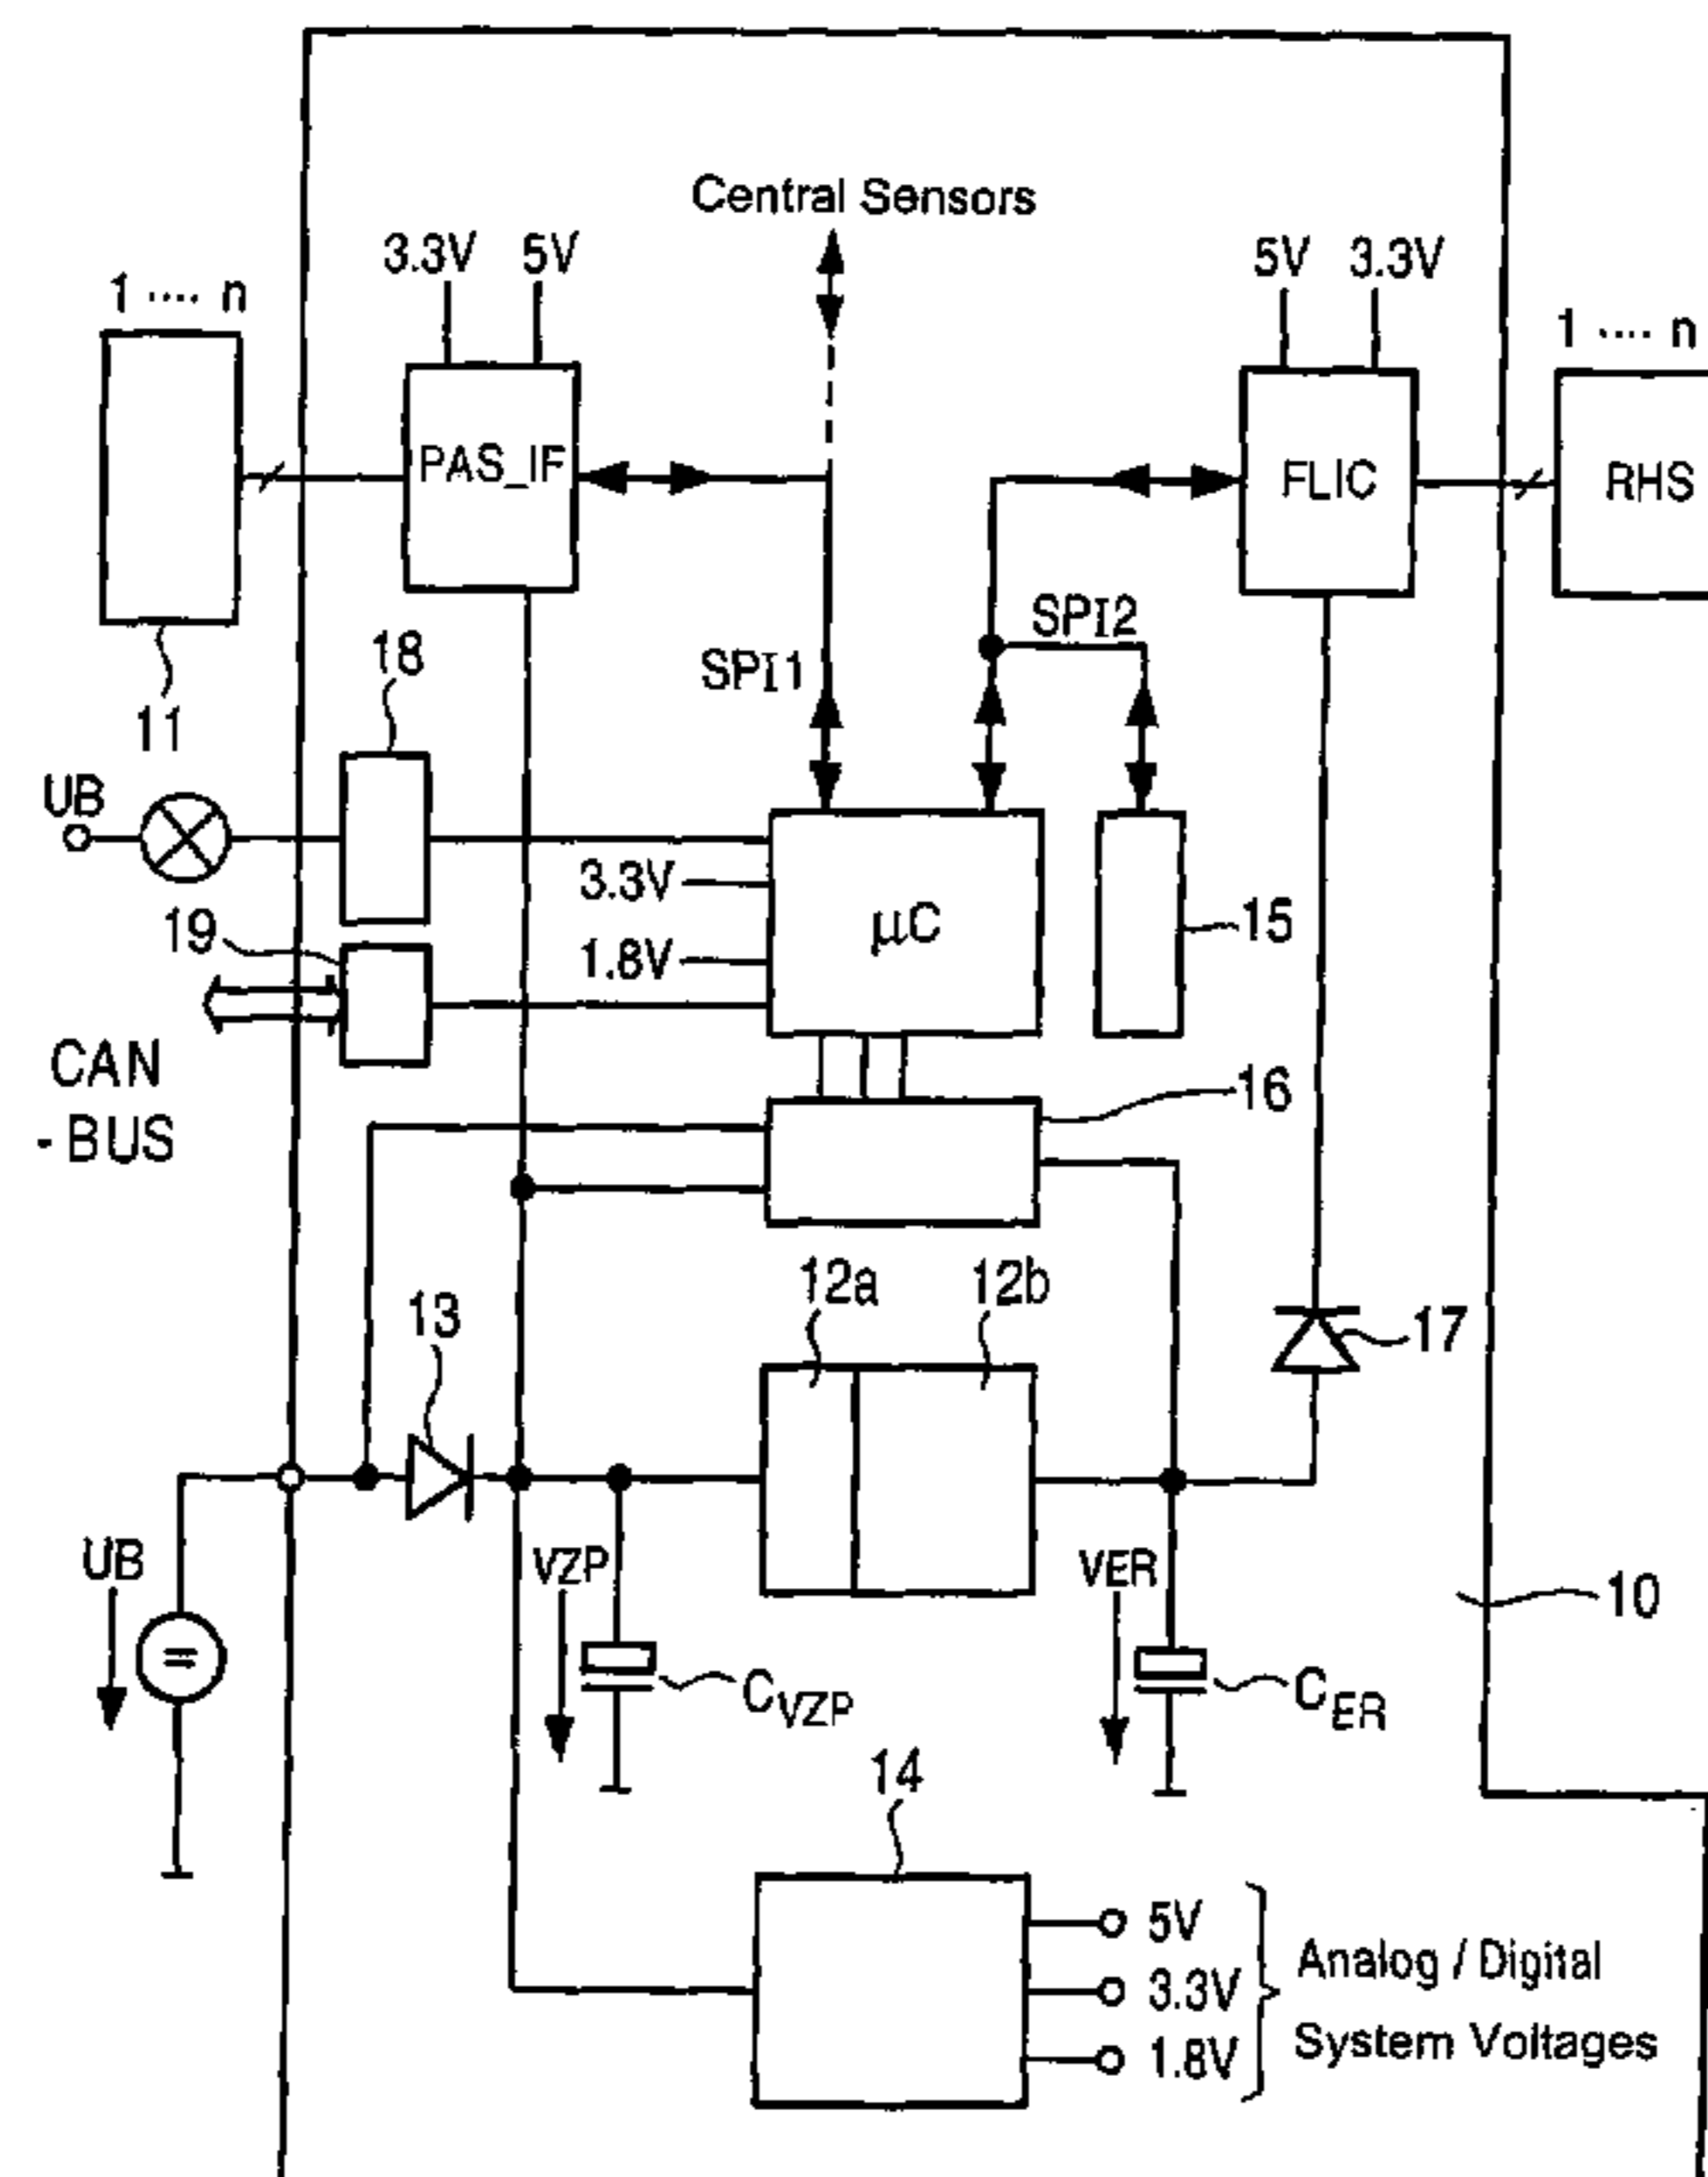 Central Sensors
3.3V 5V
5V 3.3V
1 ···· n
1 ···· n
PAS_IF
FLIC
RHS
SPI2
18
SPI1
11
UB
3.3V
µC
15
19
1.8V
CAN
- BUS
16
12a 12b
13
17
UB
VZP
VER
10
C_VZP
C_ER
14
5V
3.3V
1.8V
Analog / Digital
System Voltages